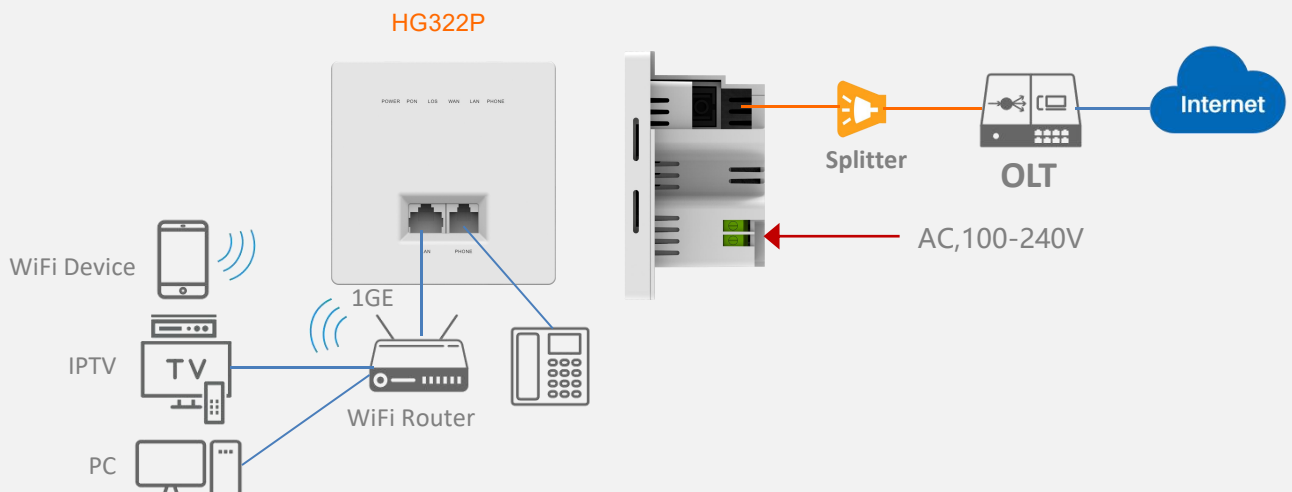 HG322P
POWER PON LOS WAN LAN PHONE
Internet
Splitter
OLT
AC,100-240V
LAN PHONE
WiFi Device
1GE
IPTV
TV
WiFi Router
PC